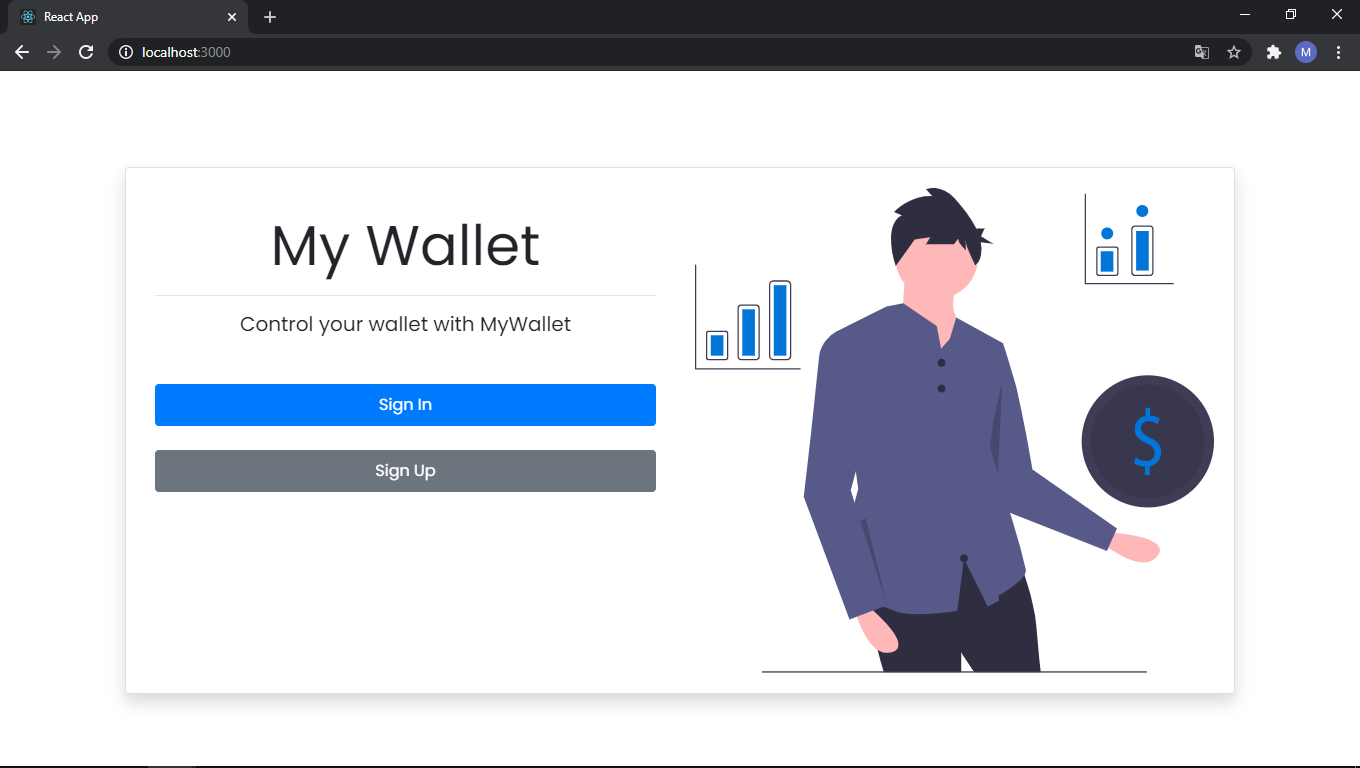 React App
localhost:3000
M
My Wallet
Control your wallet with MyWallet
Sign In
Sign Up
$